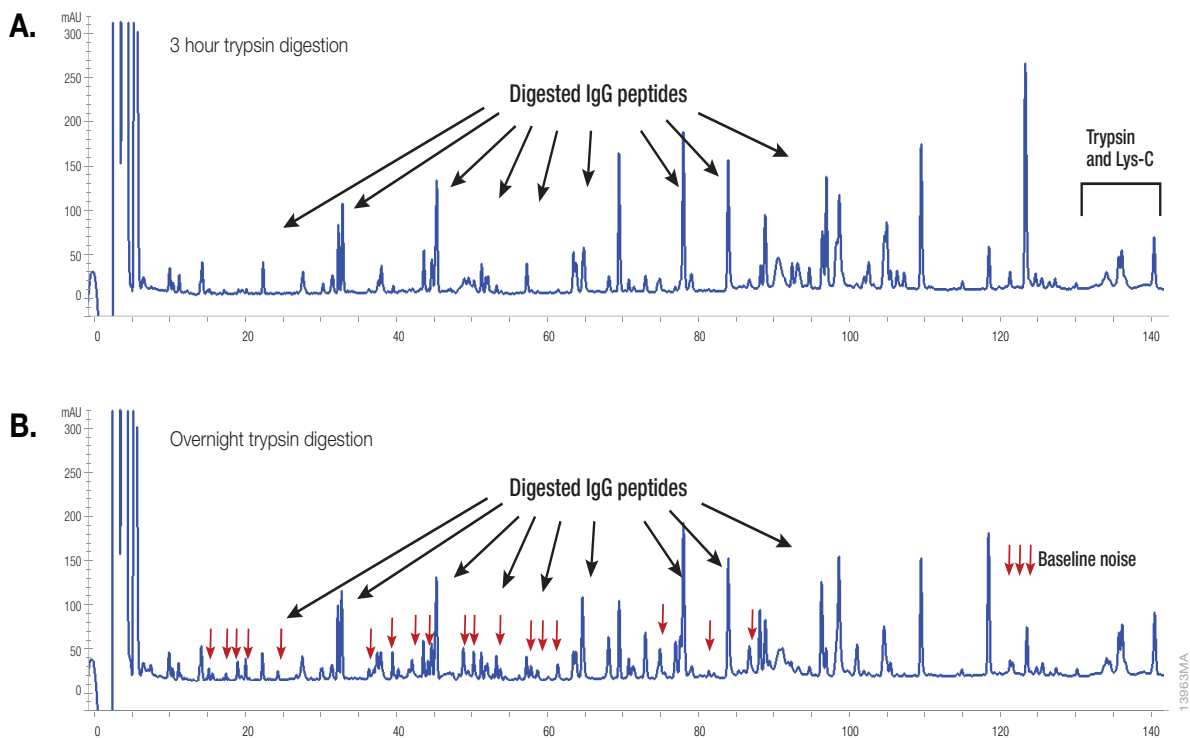 A.
mAU
3 hour trypsin digestion
300
Digested IgG peptides
250
200
Trypsin
and Lys-C
150
100
50
0
0 20 40 60 80 100 120 140
B.
mAU
Overnight trypsin digestion
300
Digested IgG peptides
250
200
150
Baseline noise
100
50
0
0 20 40 60 80 100 120 140
13963MA